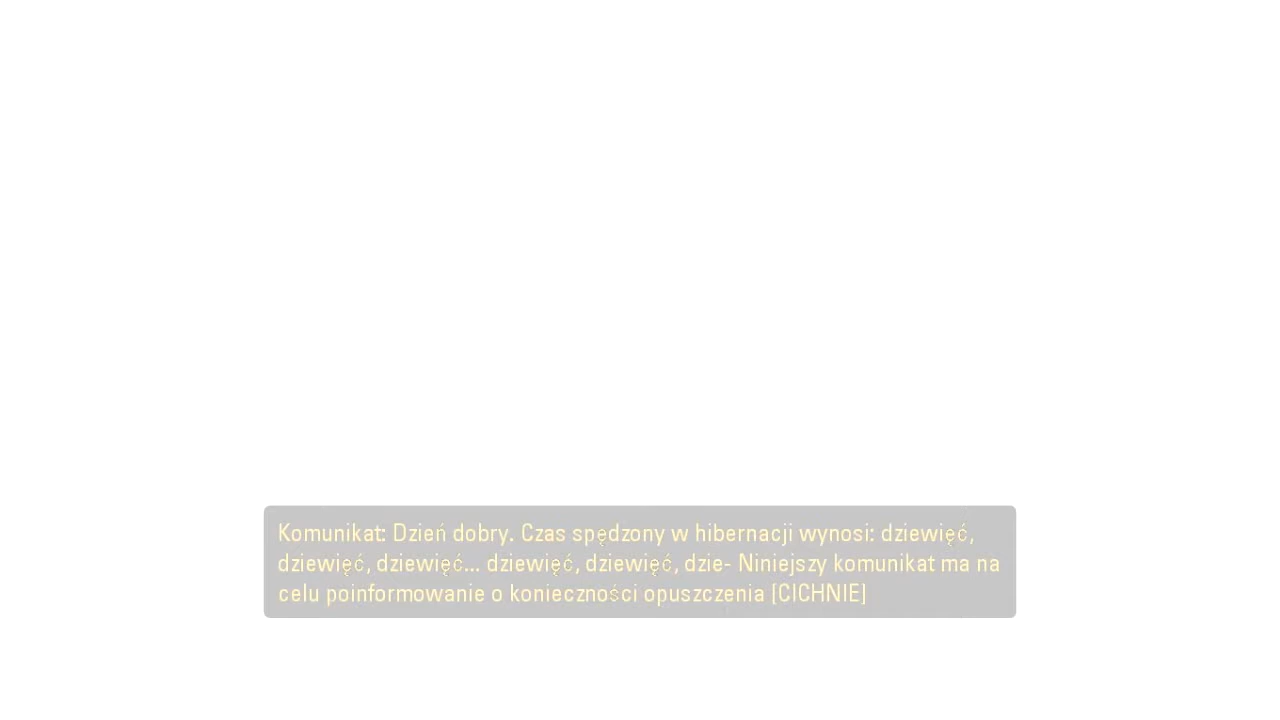 Komunikat: Dzień dobry. Czas spędzony w hibernacji wynosi: dziewięć,
dziewięć, dziewięć... dziewięć, dziewięć, dzie- Niniejszy komunikat ma na
celu poinformowanie o konieczności opuszczenia [CICHNIE]